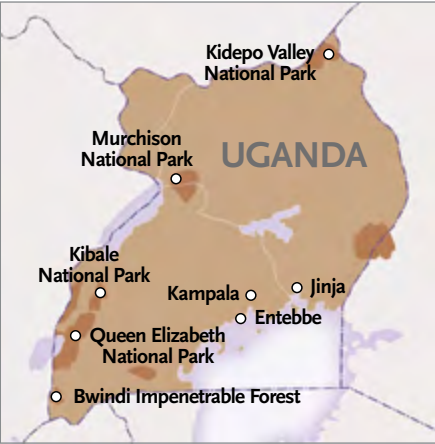 Kidepo Valley
National Park
Murchison
National Park
UGANDA
Kibale
National Park
Kampala
Jinja
Entebbe
Queen Elizabeth
National Park
Bwindi Impenetrable Forest